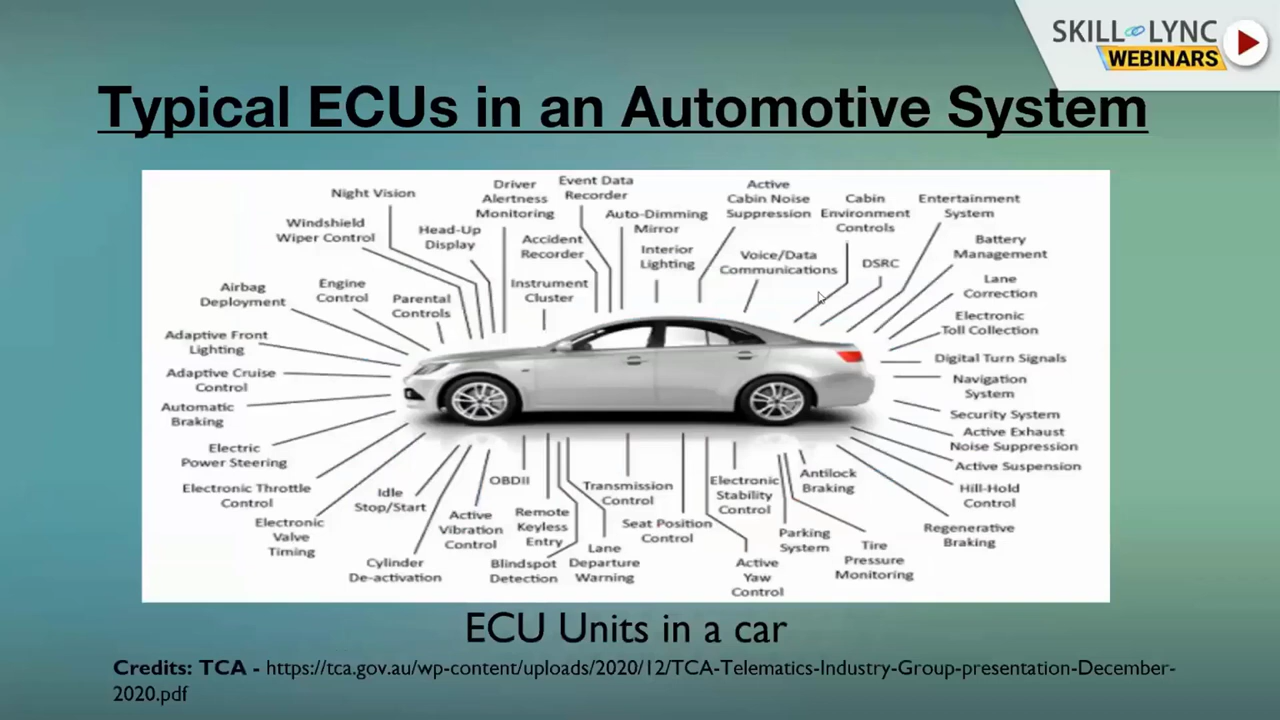 SKILL LYNC
WEBINARS
Typical ECUs in an Automotive System
Night Vision
Driver
Alertness
Monitoring
Event Data
Recorder
Active
Cabin Noise
Suppression
Cabin
Environment
Controls
Entertainment
System
Windshield
Wiper Control
Head-Up
Display
Accident
Recorder
Auto-Dimming
Mirror
Interior
Lighting
Voice/Data
Communications
DSRC
Battery
Management
Lane
Correction
Airbag
Deployment
Engine
Control
Parental
Controls
Instrument
Cluster
Electronic
Toll Collection
Adaptive Front
Lighting
Digital Turn Signals
Adaptive Cruise
Control
Navigation
System
Automatic
Braking
Security System
Electric
Power Steering
Active Exhaust
Noise Suppression
Active Suspension
Electronic Throttle
Control
Idle
Stop/Start
OBDII
Transmission
Control
Electronic
Stability
Control
Antilock
Braking
Hill-Hold
Control
Electronic
Valve
Timing
Active
Vibration
Control
Remote
Keyless
Entry
Seat Position
Control
Parking
System
Regenerative
Braking
Cylinder
De-activation
Blindspot
Detection
Lane
Departure
Warning
Active
Yaw
Control
Tire
Pressure
Monitoring
ECU Units in a car
Credits: TCA - https://tca.gov.au/wp-content/uploads/2020/12/TCA-Telematics-Industry-Group-presentation-December-
2020.pdf